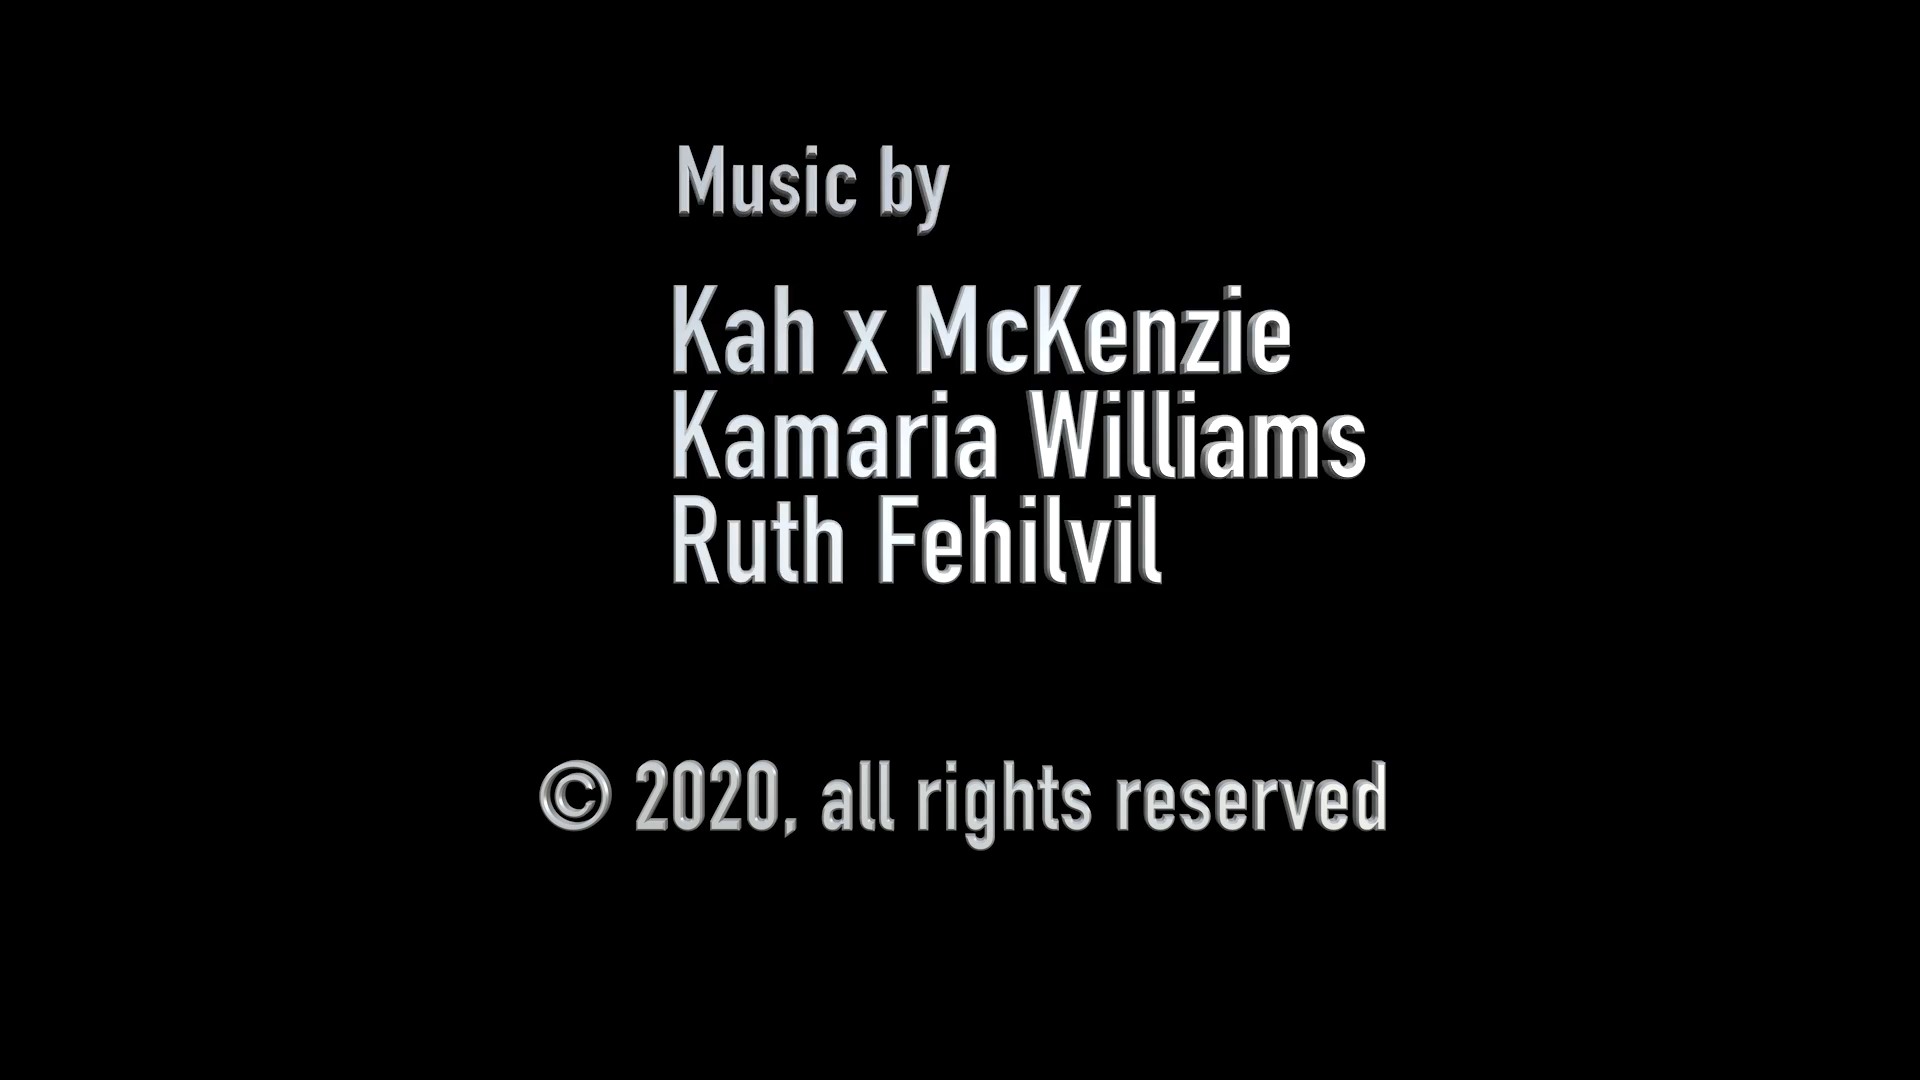 Music by
Kah x McKenzie
Kamaria Williams
Ruth Fehilvil
© 2020, all rights reserved